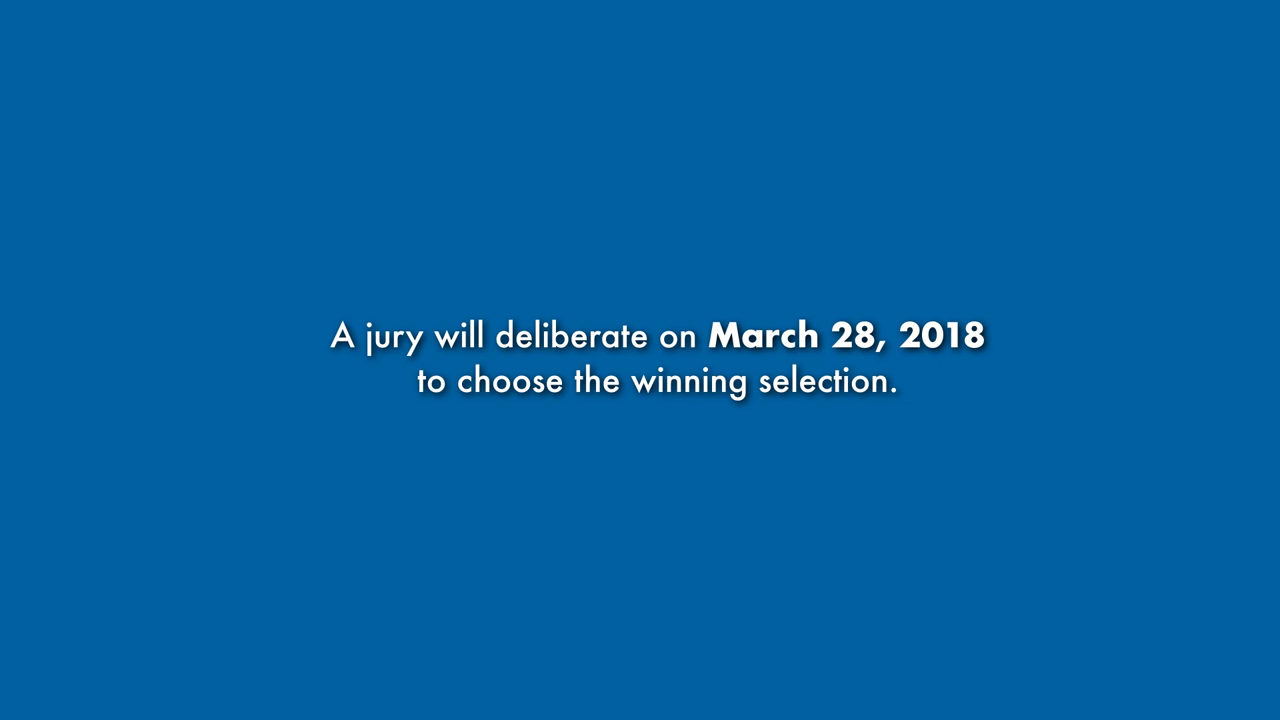 A jury will deliberate on March 28, 2018
to choose the winning selection.